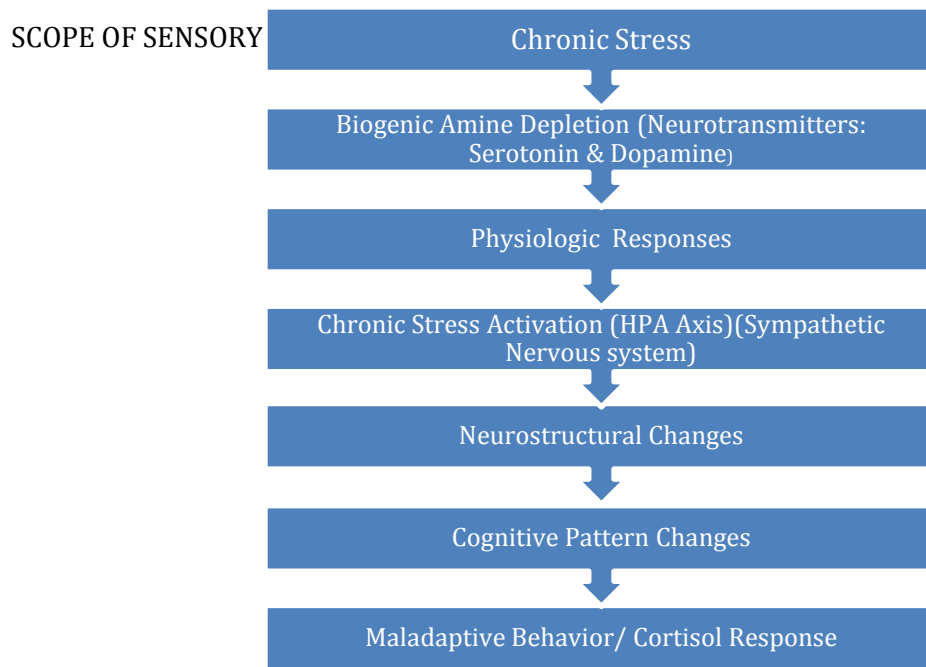 SCOPE OF SENSORY
Chronic Stress
Biogenic Amine Depletion (Neurotransmitters:
Serotonin & Dopamine)
Physiologic Responses
Chronic Stress Activation (HPA Axis)(Sympathetic
Nervous system)
Neurostructural Changes
Cognitive Pattern Changes
Maladaptive Behavior/ Cortisol Response